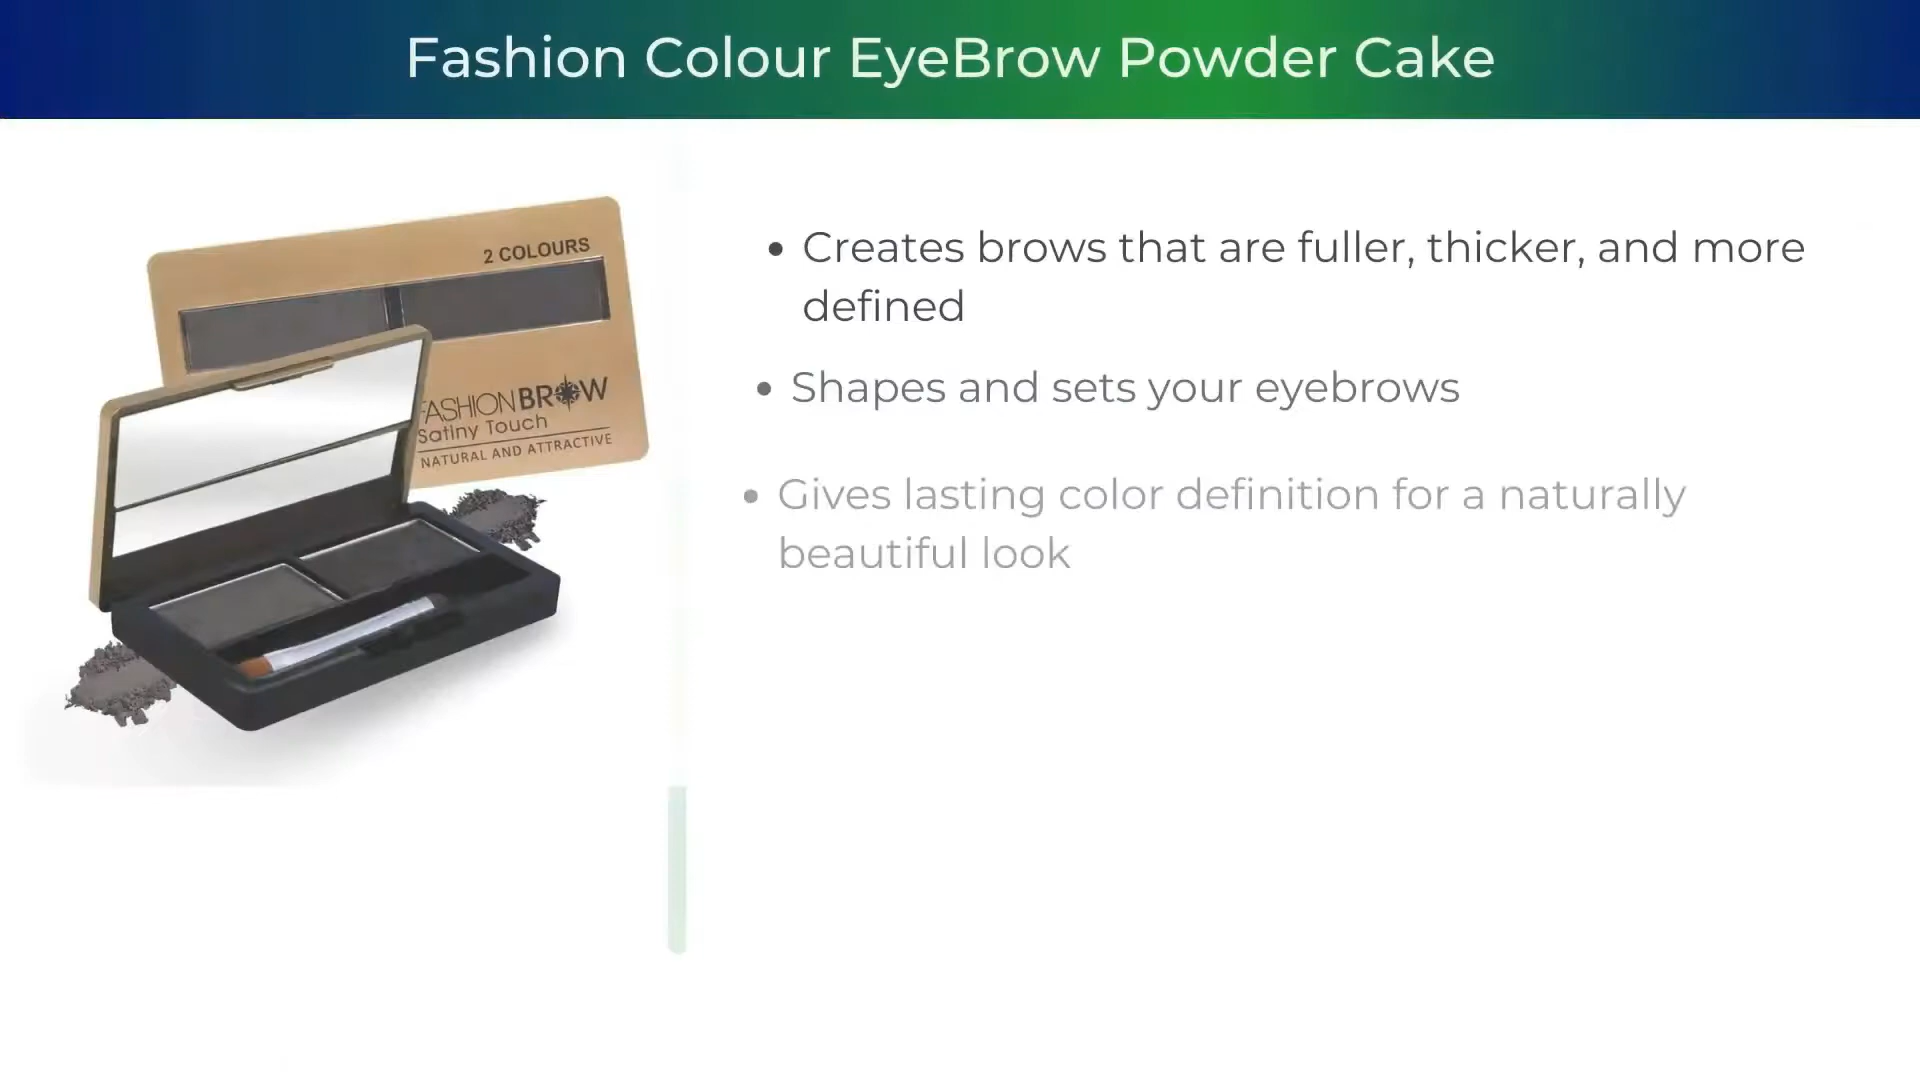 Fashion Colour EyeBrow Powder Cake
2 COLOURS
FASHIONBROW
Satiny Touch
NATURAL AND ATTRACTIVE
• Creates brows that are fuller, thicker, and more
defined
• Shapes and sets your eyebrows
• Gives lasting color definition for a naturally
beautiful look